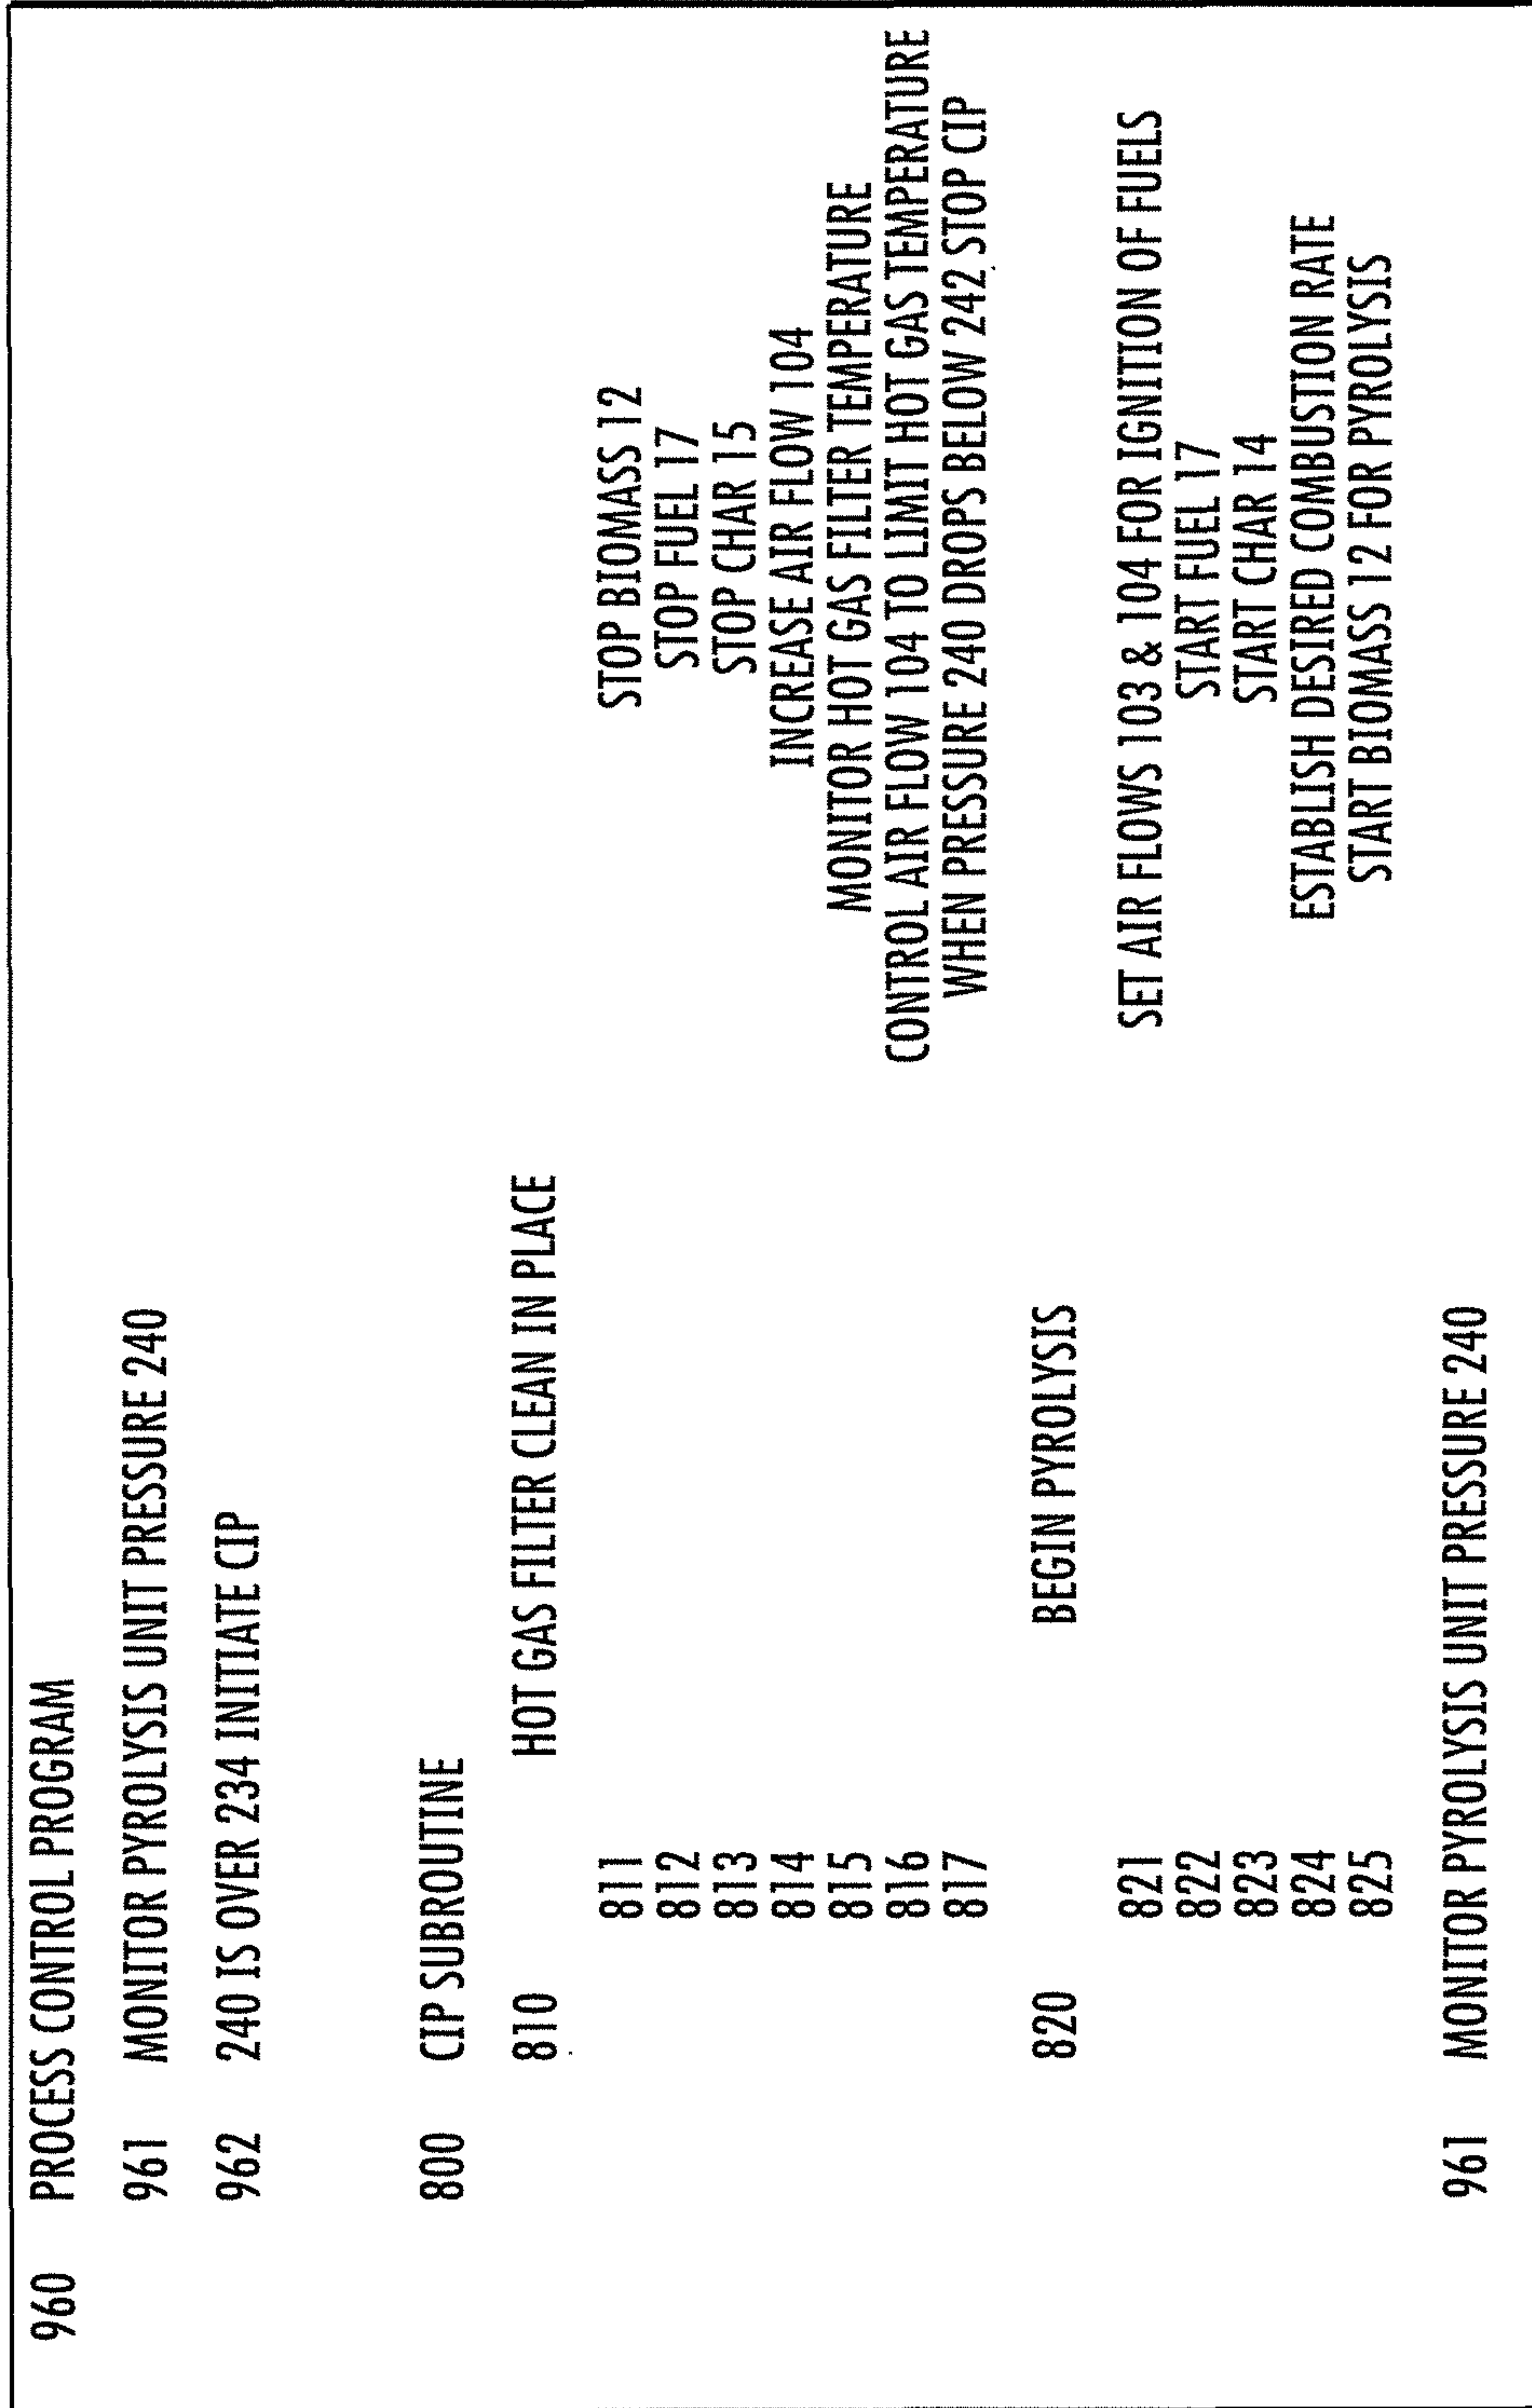 960 PROCESS CONTROL PROGRAM
961 MONITOR PYROLYSIS UNIT PRESSURE 240
962 240 IS OVER 234 INITIATE CIP
800 CIP SUBROUTINE
810 HOT GAS FILTER CLEAN IN PLACE
811 STOP BIOMASS 12
812 STOP FUEL 17
813 STOP CHAR 15
814 INCREASE AIR FLOW 104
815 MONITOR HOT GAS FILTER TEMPERATURE
816 CONTROL AIR FLOW 104 TO LIMIT HOT GAS TEMPERATURE
817 WHEN PRESSURE 240 DROPS BELOW 242 STOP CIP
820 BEGIN PYROLYSIS
821 SET AIR FLOWS 103 & 104 FOR IGNITION OF FUELS
822 START FUEL 17
823 START CHAR 14
824 ESTABLISH DESIRED COMBUSTION RATE
825 START BIOMASS 12 FOR PYROLYSIS
961 MONITOR PYROLYSIS UNIT PRESSURE 240